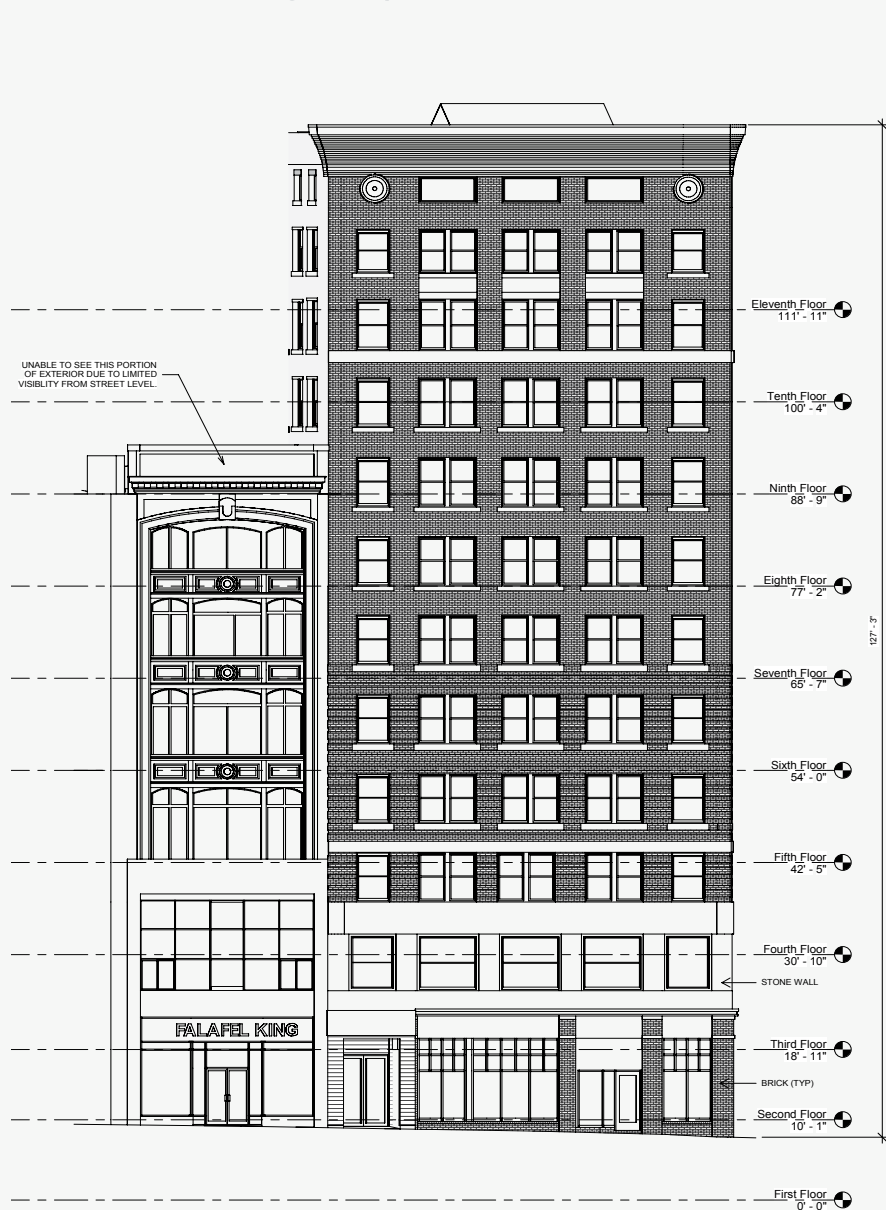 Eleventh Floor
111' - 11"
UNABLE TO SEE THIS PORTION
OF EXTERIOR DUE TO LIMITED
VISIBLITY FROM STREET LEVEL.
Tenth Floor
100' - 4"
Ninth Floor
88' - 9"
Eighth Floor
77' - 2"
127' - 3"
Seventh Floor
65' - 7"
Sixth Floor
54' - 0"
Fifth Floor
42' - 5"
Fourth Floor
30' - 10"
STONE WALL
FALAFEL KING
Third Floor
18' - 11"
BRICK (TYP)
Second Floor
10' - 1"
First Floor
0' - 0"